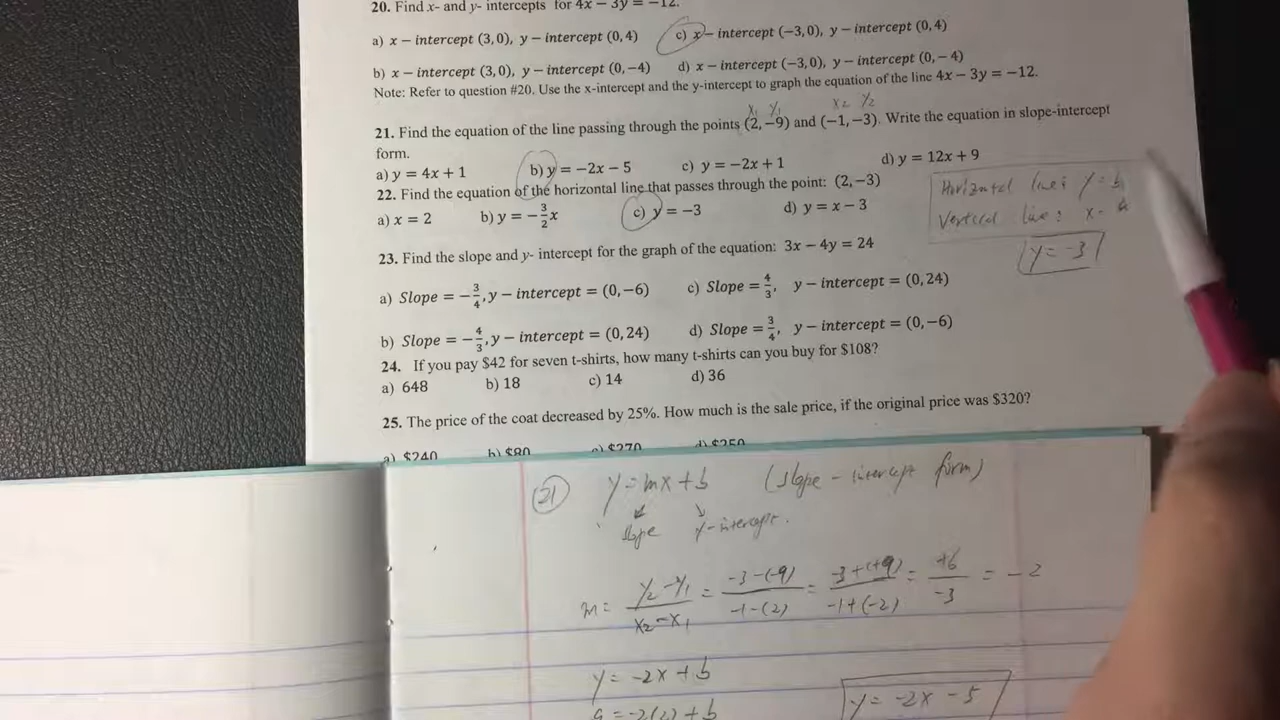 20. Find x- and y- intercepts for 4x − 3y = −12.
a) x − intercept (3, 0), y − intercept (0, 4) c) x − intercept (−3, 0), y − intercept (0, 4)
b) x − intercept (3, 0), y − intercept (0, −4) d) x − intercept (−3, 0), y − intercept (0, − 4)
Note: Refer to question #20. Use the x-intercept and the y-intercept to graph the equation of the line 4x − 3y = −12.
x₁ y₁ x₂ y₂
21. Find the equation of the line passing through the points (2, −9) and (−1, −3). Write the equation in slope-intercept
form.
a) y = 4x + 1 b) y = −2x − 5 c) y = −2x + 1 d) y = 12x + 9
22. Find the equation of the horizontal line that passes through the point: (2, −3)
a) x = 2 b) y = −3/2 x c) y = −3 d) y = x − 3
Horizontal line: y = b
Vertical line: x = a
y = −3
23. Find the slope and y- intercept for the graph of the equation: 3x − 4y = 24
a) Slope = −3/4, y − intercept = (0, −6) c) Slope = 4/3, y − intercept = (0, 24)
b) Slope = −4/3, y − intercept = (0, 24) d) Slope = 3/4, y − intercept = (0, −6)
24. If you pay $42 for seven t-shirts, how many t-shirts can you buy for $108?
a) 648 b) 18 c) 14 d) 36
25. The price of the coat decreased by 25%. How much is the sale price, if the original price was $320?
a) $240 b) $80 c) $270 d) $250
(21) y = mx + b (slope - intercept form)
slope y-intercept.
m = (y₂ − y₁)/(x₂ − x₁) = (−3 − (−9))/(−1 − (2)) = (−3 + (+9))/(−1 + (−2)) = +6/−3 = −2
y = −2x + b
y = −2x − 5